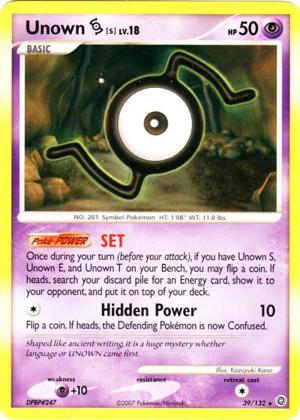 Unown [S] LV.18 HP 50
BASIC
NO. 201 Symbol Pokémon HT: 1'08" WT: 11.0 lbs.
Poké-POWER SET
Once during your turn (before your attack), if you have Unown S,
Unown E, and Unown T on your Bench, you may flip a coin. If
heads, search your discard pile for an Energy card, show it to
your opponent, and put it on top of your deck.
Hidden Power 10
Flip a coin. If heads, the Defending Pokémon is now Confused.
Shaped like ancient writing, it is a huge mystery whether
language or UNOWN came first.
Illus. Kazuyuki Kano
weakness resistance retreat cost
+10
DPBP#247 ©2007 Pokémon/Nintendo 39/132 ★